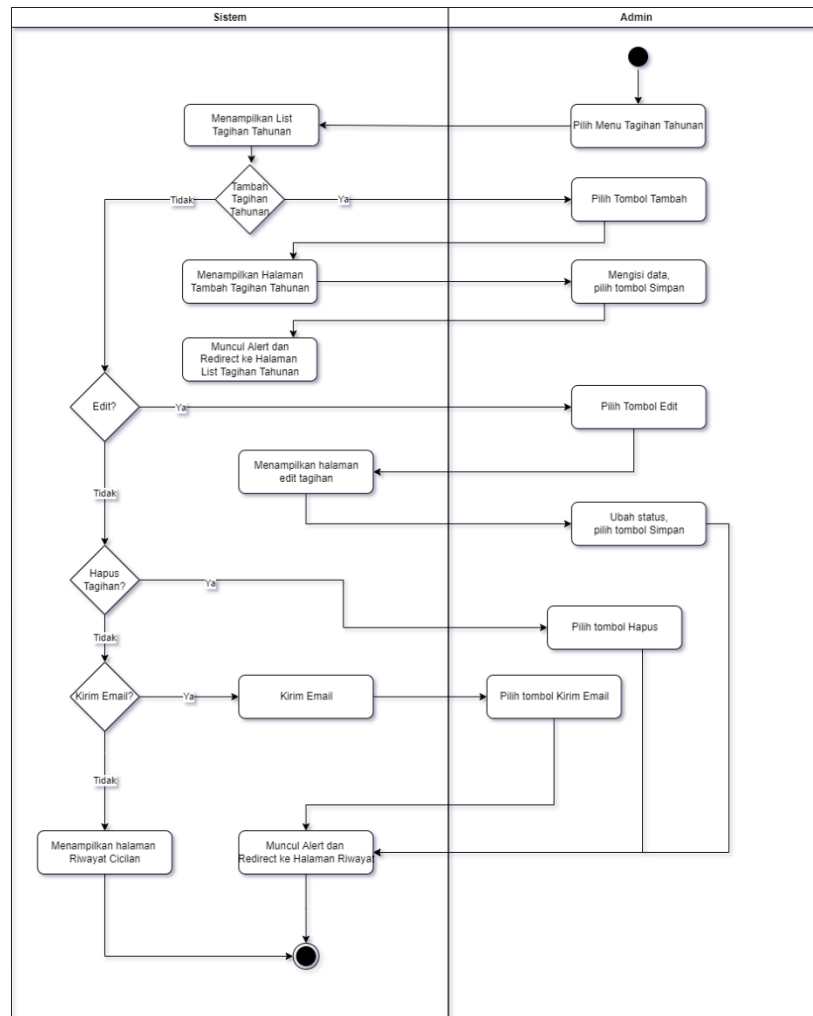 Sistem
Admin
Menampilkan List
Tagihan Tahunan
Pilih Menu Tagihan Tahunan
Tambah
Tagihan
Tahunan
Tidak
Ya
Pilih Tombol Tambah
Menampilkan Halaman
Tambah Tagihan Tahunan
Mengisi data,
pilih tombol Simpan
Muncul Alert dan
Redirect ke Halaman
List Tagihan Tahunan
Edit?
Ya
Pilih Tombol Edit
Menampilkan halaman
edit tagihan
Tidak
Ubah status,
pilih tombol Simpan
Hapus
Tagihan?
Ya
Pilih tombol Hapus
Tidak
Kirim Email?
Ya
Kirim Email
Pilih tombol Kirim Email
Tidak
Menampilkan halaman
Riwayat Cicilan
Muncul Alert dan
Redirect ke Halaman Riwayat